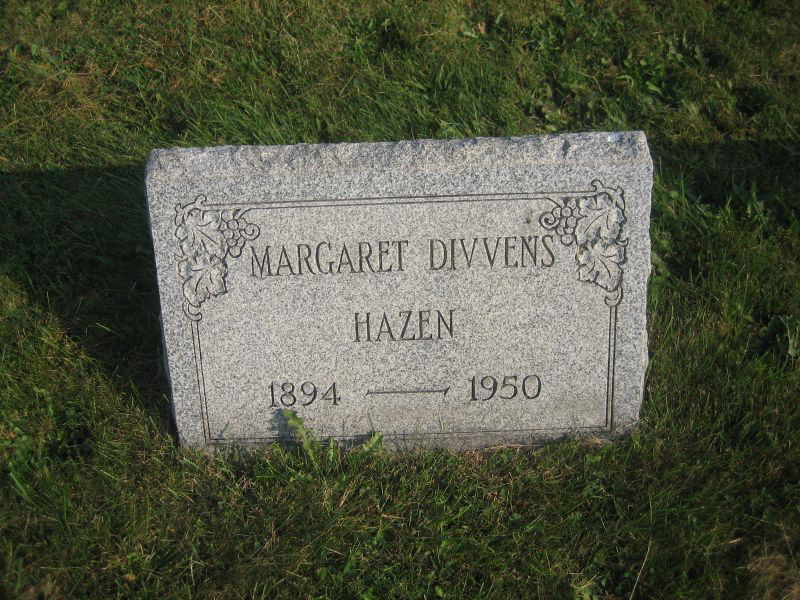 MARGARET DIVVENS
HAZEN
1894 — 1950